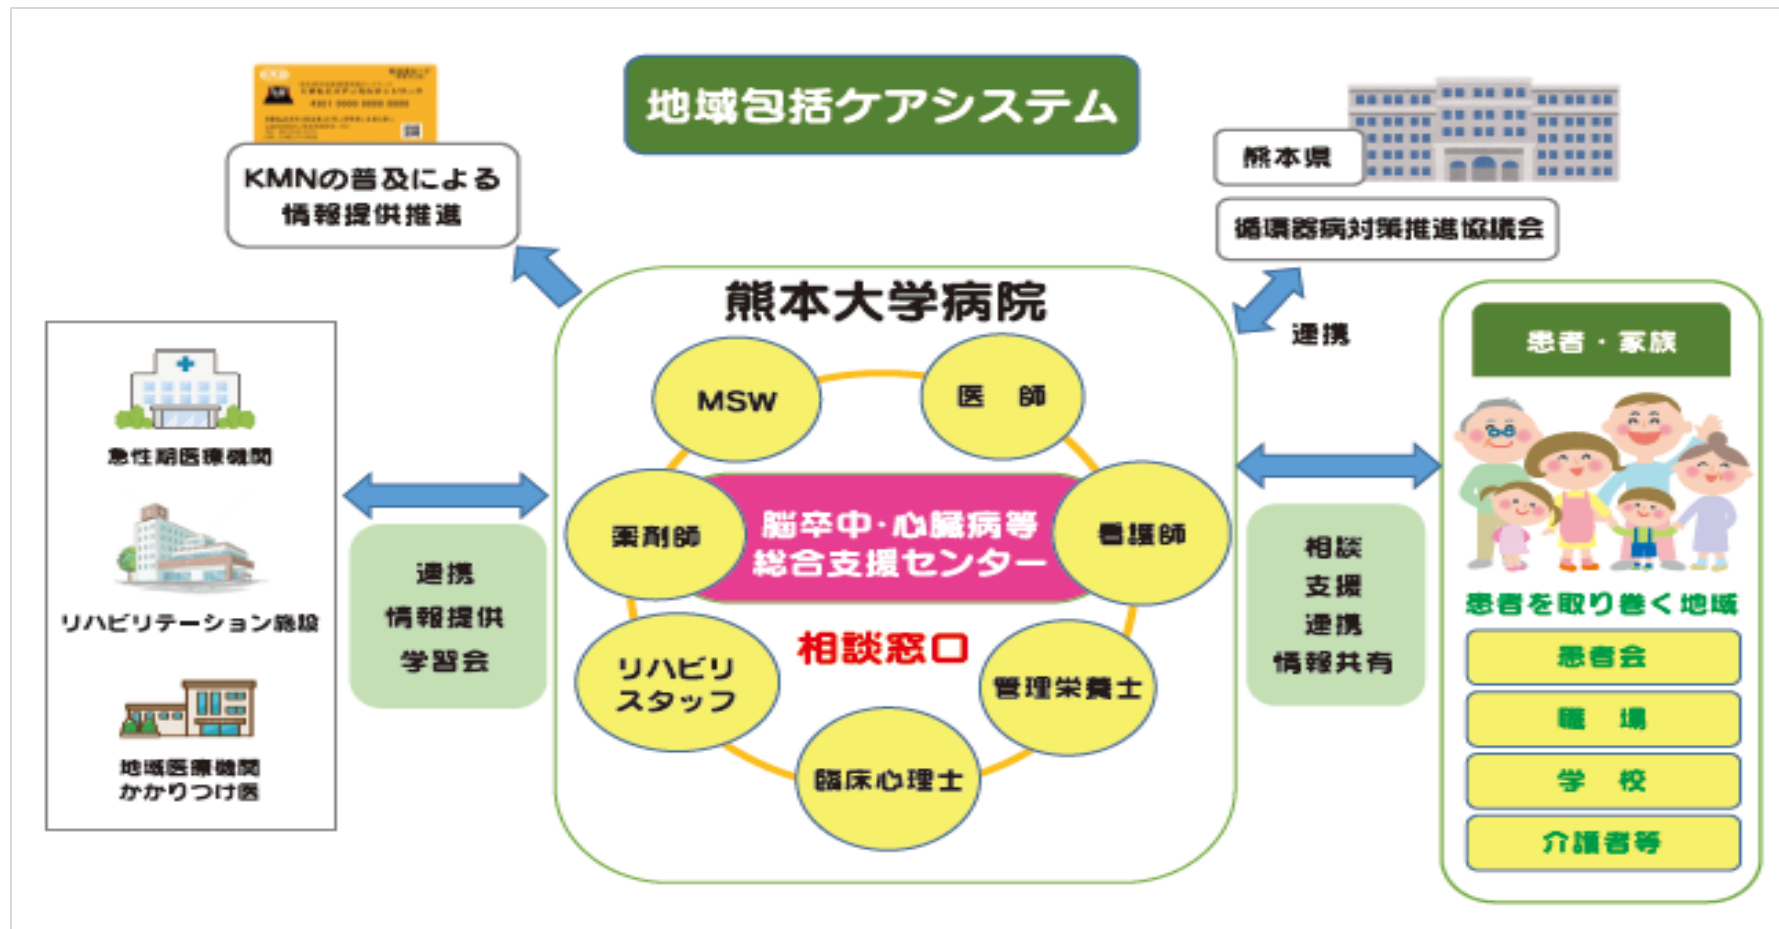 地域包括ケアシステム
KMNの普及による
情報提供推進
熊本県
循環器病対策推進協議会
連携
熊本大学病院
MSW
医　師
薬剤師
脳卒中・心臓病等
総合支援センター
看護師
相談窓口
リハビリ
スタッフ
管理栄養士
臨床心理士
急性期医療機関
リハビリテーション施設
地域医療機関
かかりつけ医
連携
情報提供
学習会
相談
支援
連携
情報共有
患者・家族
患者を取り巻く地域
患者会
職　場
学　校
介護者等